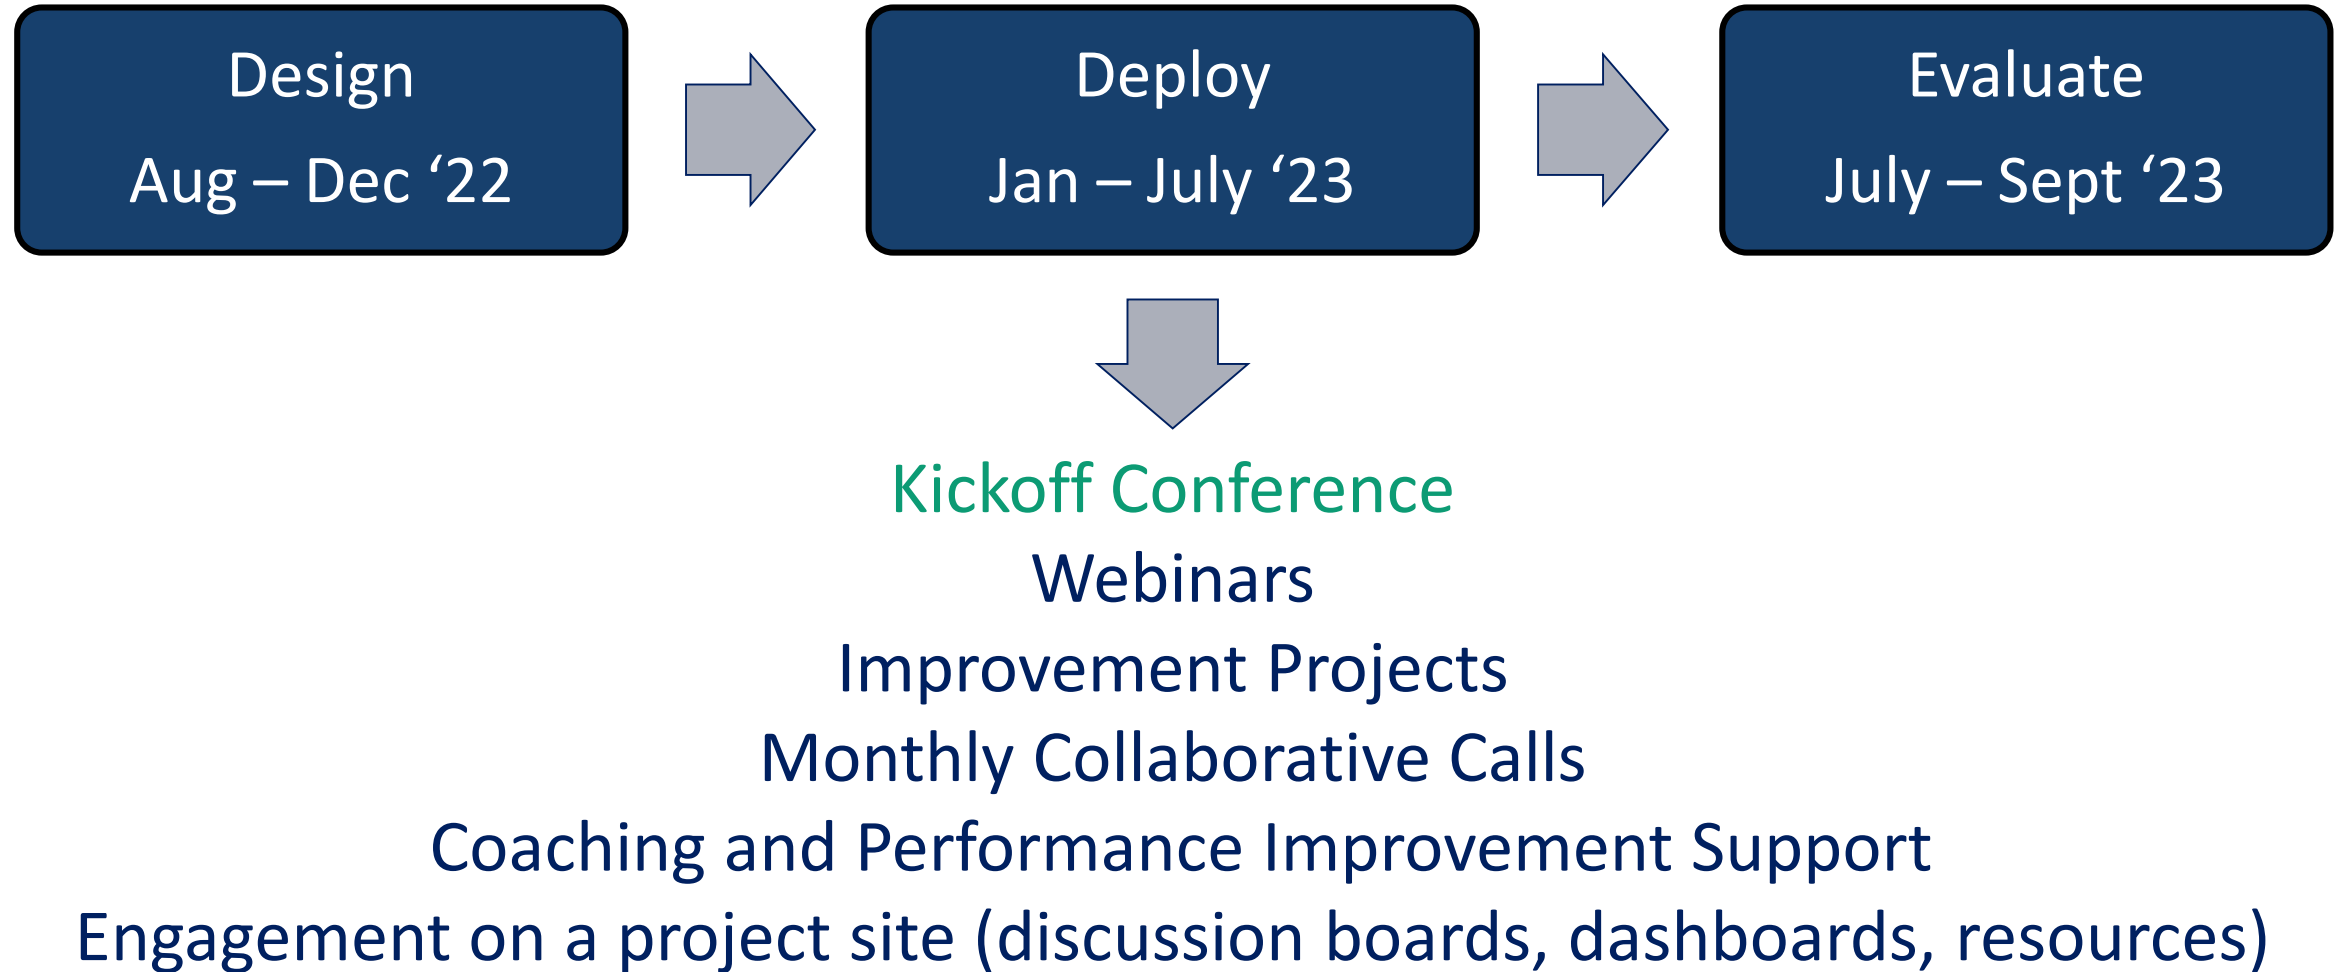 Design
Aug – Dec ‘22
Deploy
Jan – July ‘23
Evaluate
July – Sept ‘23
Kickoff Conference
Webinars
Improvement Projects
Monthly Collaborative Calls
Coaching and Performance Improvement Support
Engagement on a project site (discussion boards, dashboards, resources)